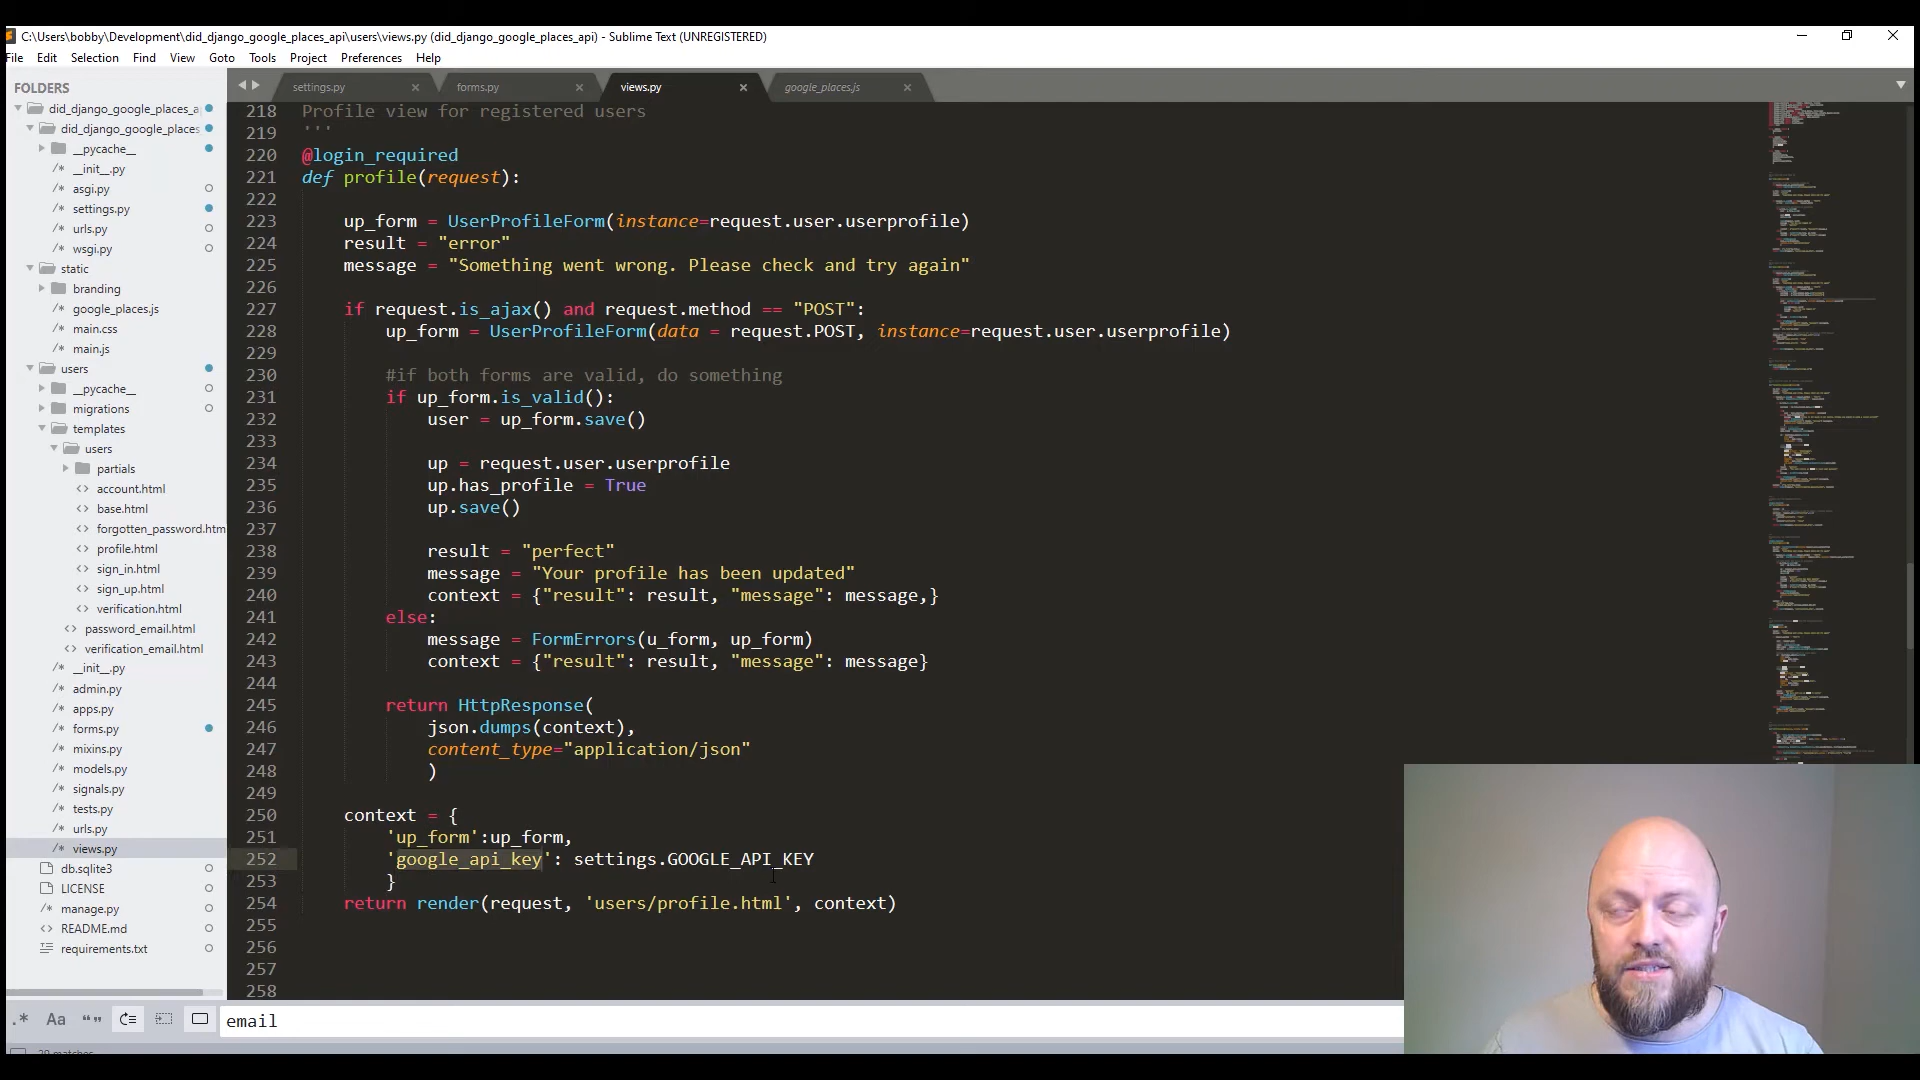 C:\Users\bobby\Development\did_django_google_places_api\users\views.py (did_django_google_places_api) - Sublime Text (UNREGISTERED)
File Edit Selection Find View Goto Tools Project Preferences Help
FOLDERS
did_django_google_places_a
did_django_google_places
__pycache__
__init__.py
asgi.py
settings.py
urls.py
wsgi.py
static
branding
google_places.js
main.css
main.js
users
__pycache__
migrations
templates
users
partials
account.html
base.html
forgotten_password.htm
profile.html
sign_in.html
sign_up.html
verification.html
password_email.html
verification_email.html
__init__.py
admin.py
apps.py
forms.py
mixins.py
models.py
signals.py
tests.py
urls.py
views.py
db.sqlite3
LICENSE
manage.py
README.md
requirements.txt
settings.py forms.py views.py google_places.js
218 Profile view for registered users
219 '''
220 @login_required
221 def profile(request):
222
223 up_form = UserProfileForm(instance=request.user.userprofile)
224 result = "error"
225 message = "Something went wrong. Please check and try again"
226
227 if request.is_ajax() and request.method == "POST":
228 up_form = UserProfileForm(data = request.POST, instance=request.user.userprofile)
229
230 #if both forms are valid, do something
231 if up_form.is_valid():
232 user = up_form.save()
233
234 up = request.user.userprofile
235 up.has_profile = True
236 up.save()
237
238 result = "perfect"
239 message = "Your profile has been updated"
240 context = {"result": result, "message": message,}
241 else:
242 message = FormErrors(u_form, up_form)
243 context = {"result": result, "message": message}
244
245 return HttpResponse(
246 json.dumps(context),
247 content_type="application/json"
248 )
249
250 context = {
251 'up_form':up_form,
252 'google_api_key': settings.GOOGLE_API_KEY
253 }
254 return render(request, 'users/profile.html', context)
255
256
257
258
.* Aa “” email